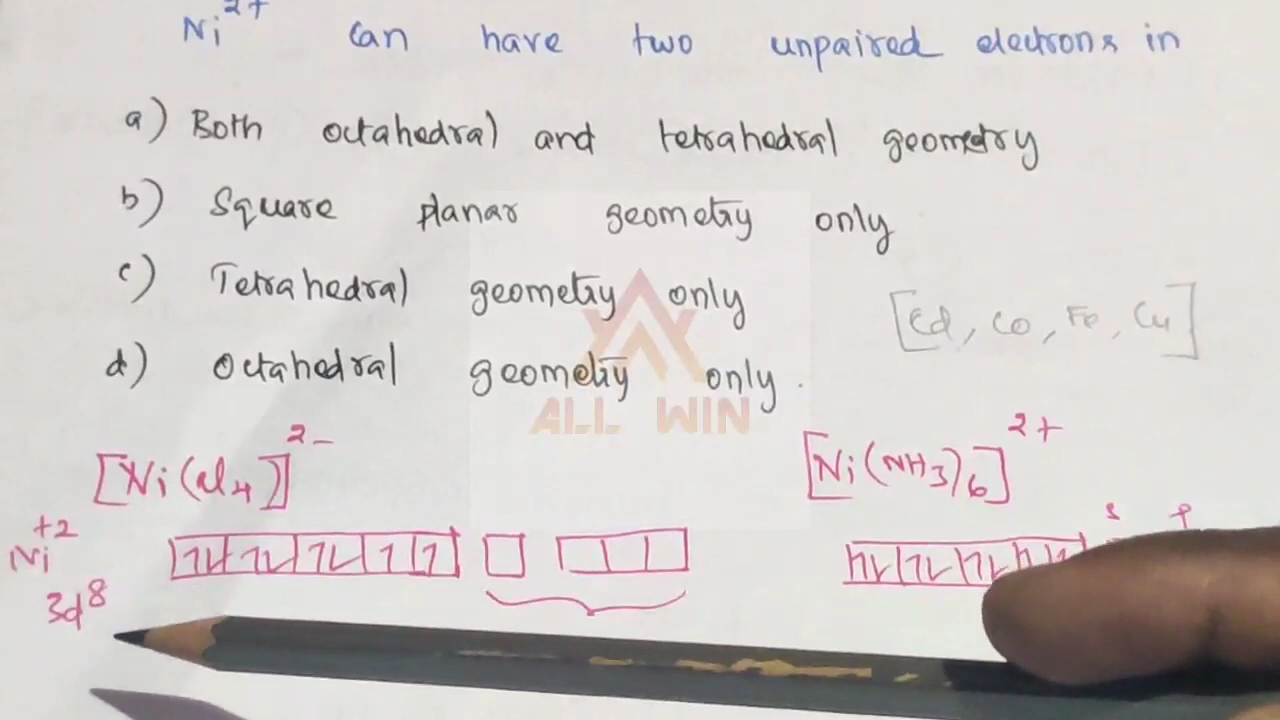 Ni²⁺ can have two unpaired electrons in
a) Both octahedral and tetrahedral geometry
b) Square planar geometry only
c) Tetrahedral geometry only
[Cd, Co, Fe, Cu]
d) Octahedral geometry only.
ALL WIN
[Ni(Cl₄)]²⁻
[Ni(NH₃)₆]²⁺
Ni⁺²
s p
3d⁸